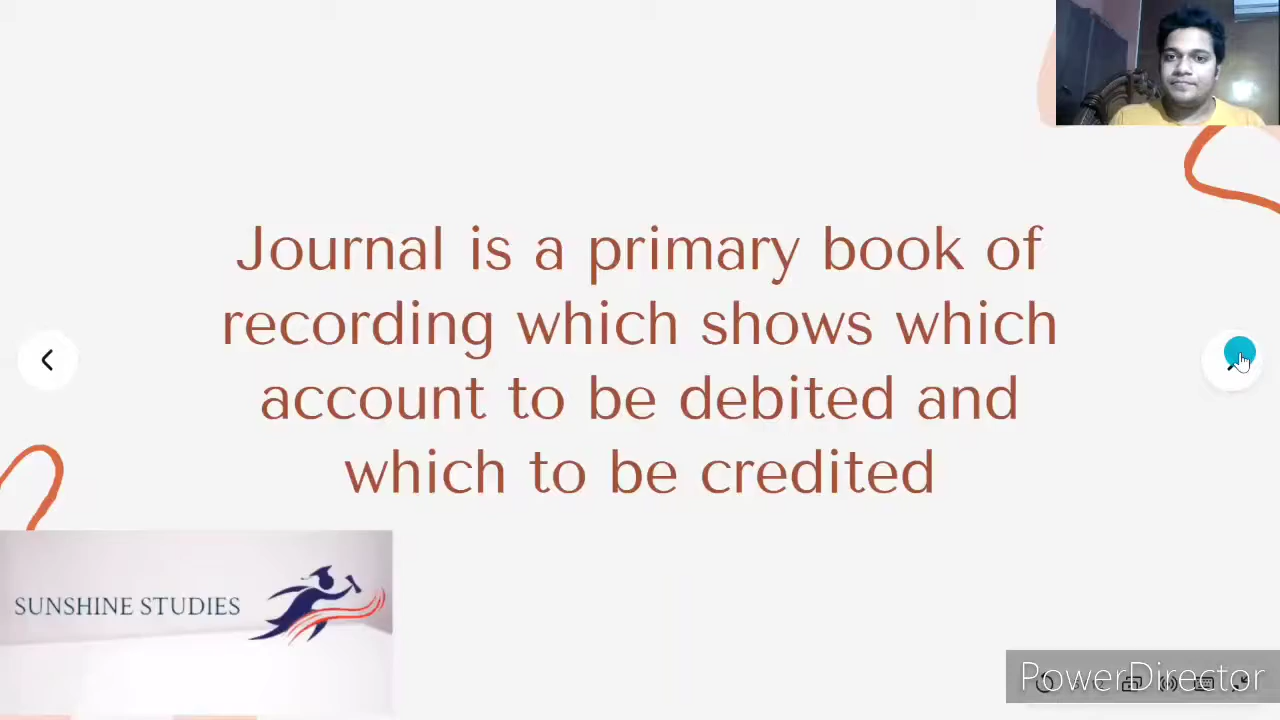 Journal is a primary book of
recording which shows which
account to be debited and
which to be credited
SUNSHINE STUDIES
PowerDirector